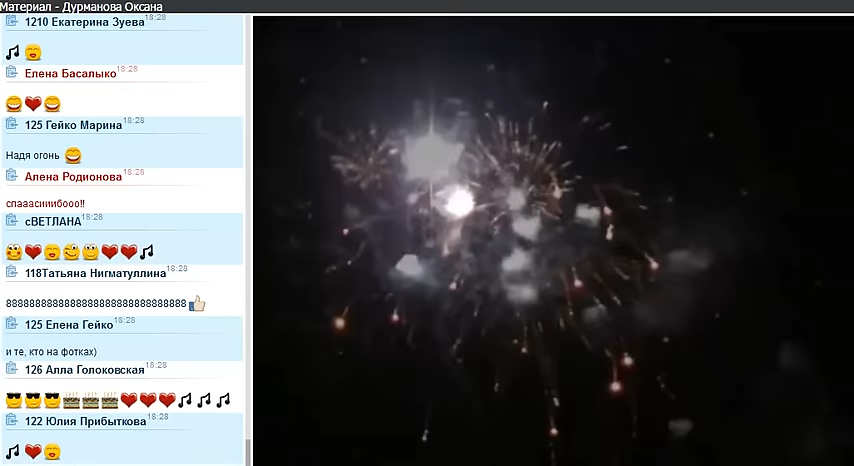 Материал - Дурманова Оксана
1210 Екатерина Зуева 18:28
Елена Басалыко 18:28
125 Гейко Марина 18:28
Надя огонь
Алена Родионова 18:28
спаааснииибооо!!
сВЕТЛАНА 18:28
118Татьяна Нигматуллина 18:28
88888888888888888888888888888888
125 Елена Гейко 18:28
и те, кто на фотках)
126 Алла Голоковская 18:28
122 Юлия Прибыткова 18:28